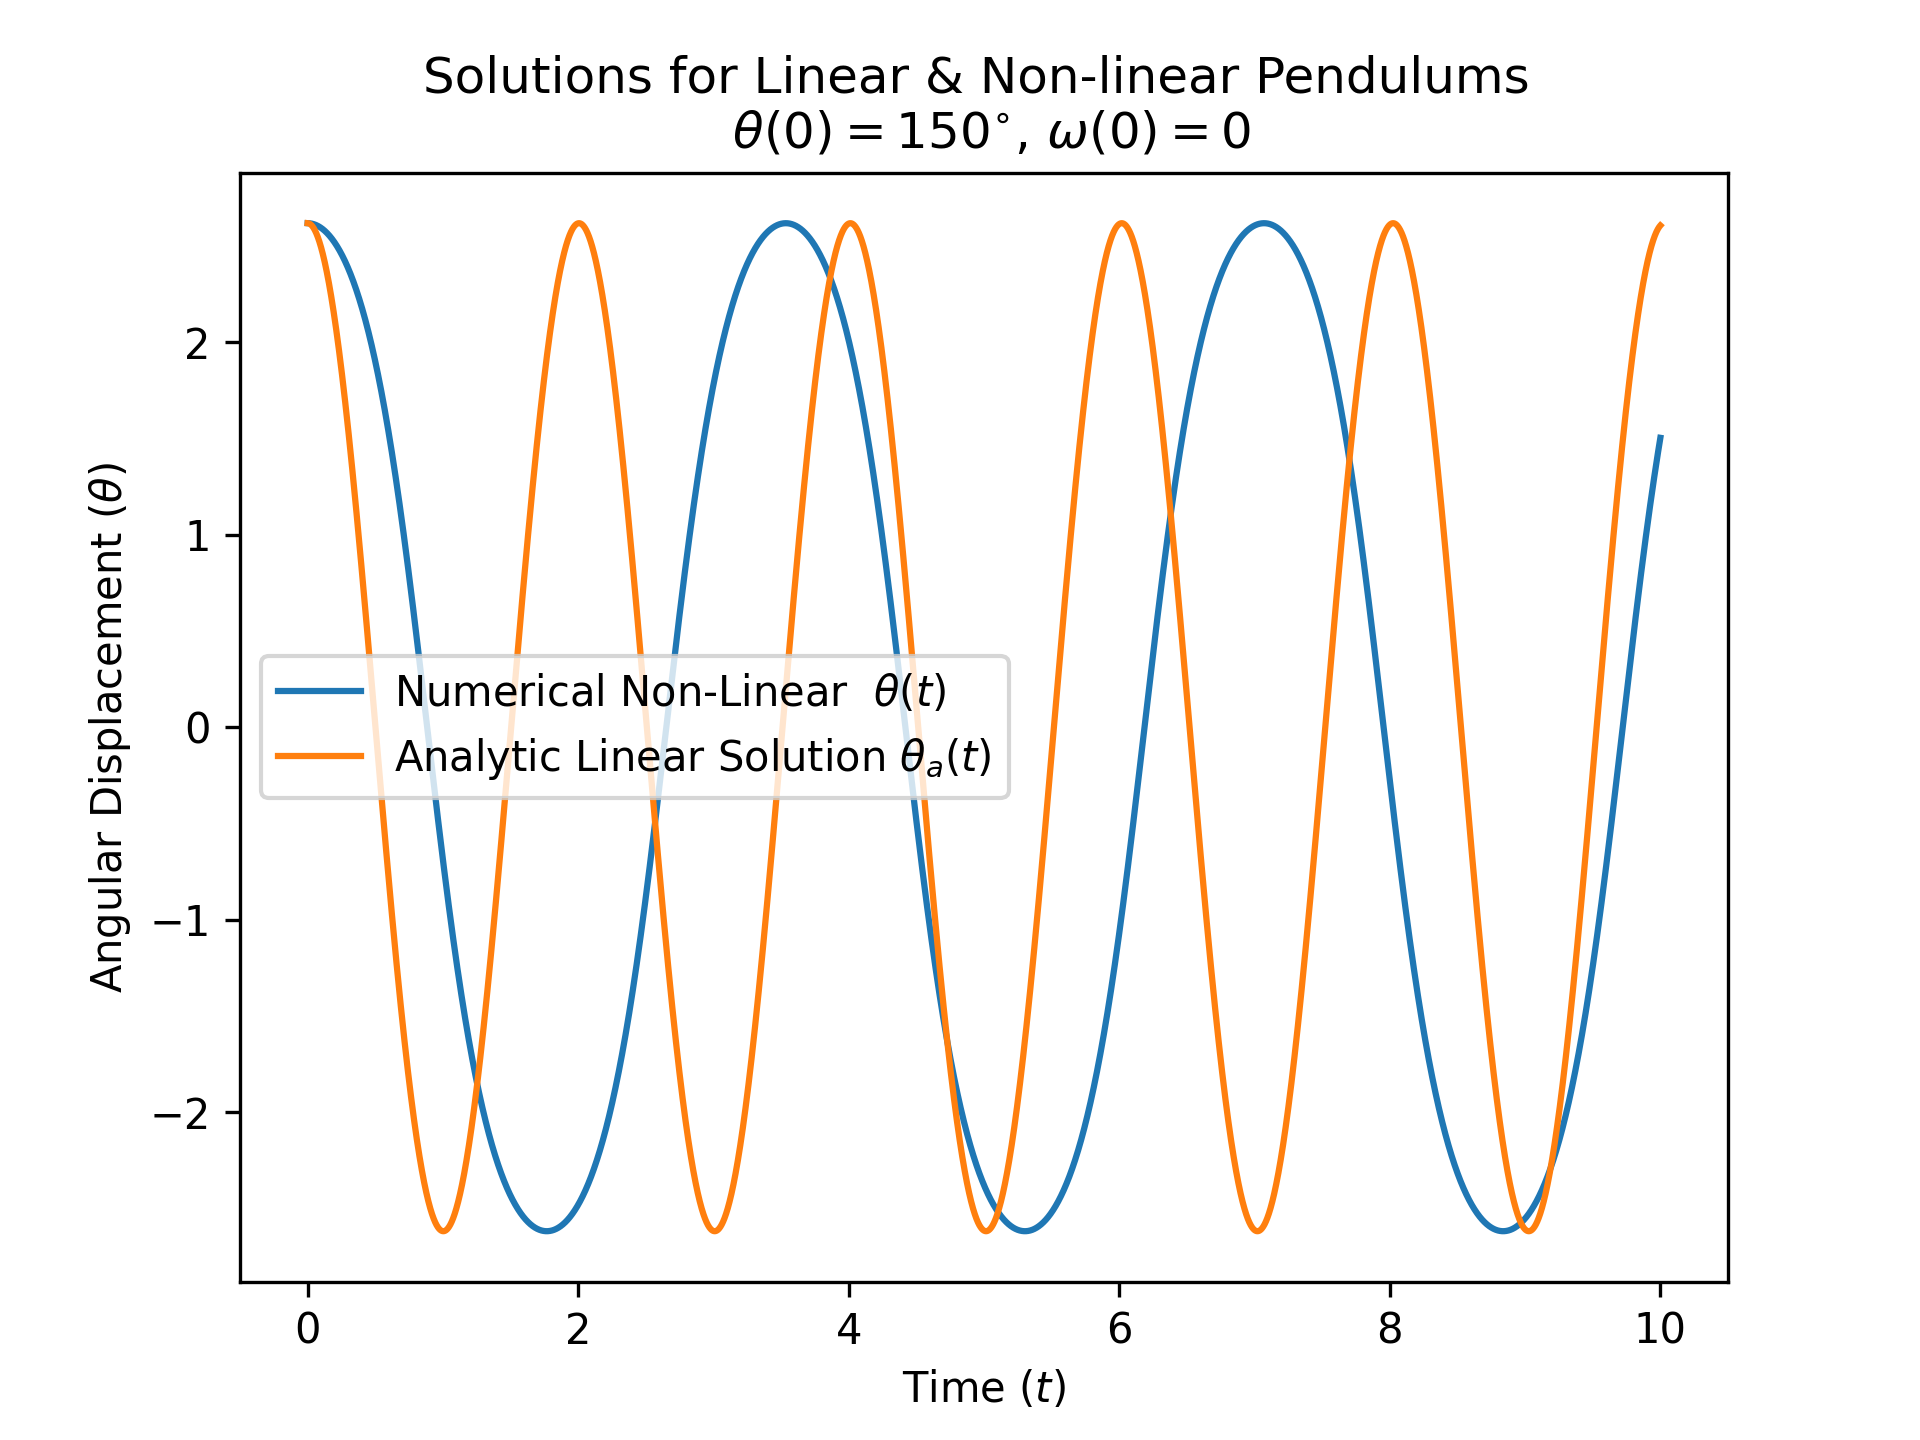 Solutions for Linear & Non-linear Pendulums
θ(0) = 150°, ω(0) = 0
Angular Displacement (θ)
2
1
0
−1
−2
Numerical Non-Linear θ(t)
Analytic Linear Solution θₐ(t)
0 2 4 6 8 10
Time (t)